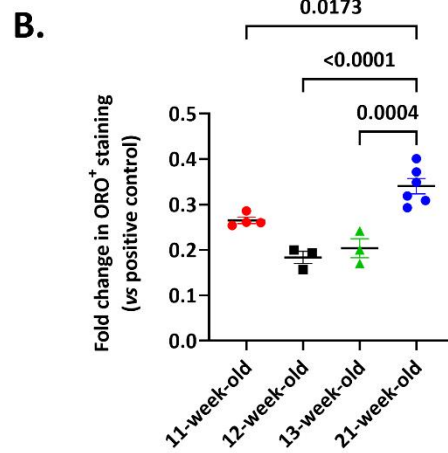 B.
0.0173
<0.0001
0.0004
Fold change in ORO⁺ staining
(vs positive control)
0.5
0.4
0.3
0.2
0.1
0.0
11-week-old
12-week-old
13-week-old
21-week-old